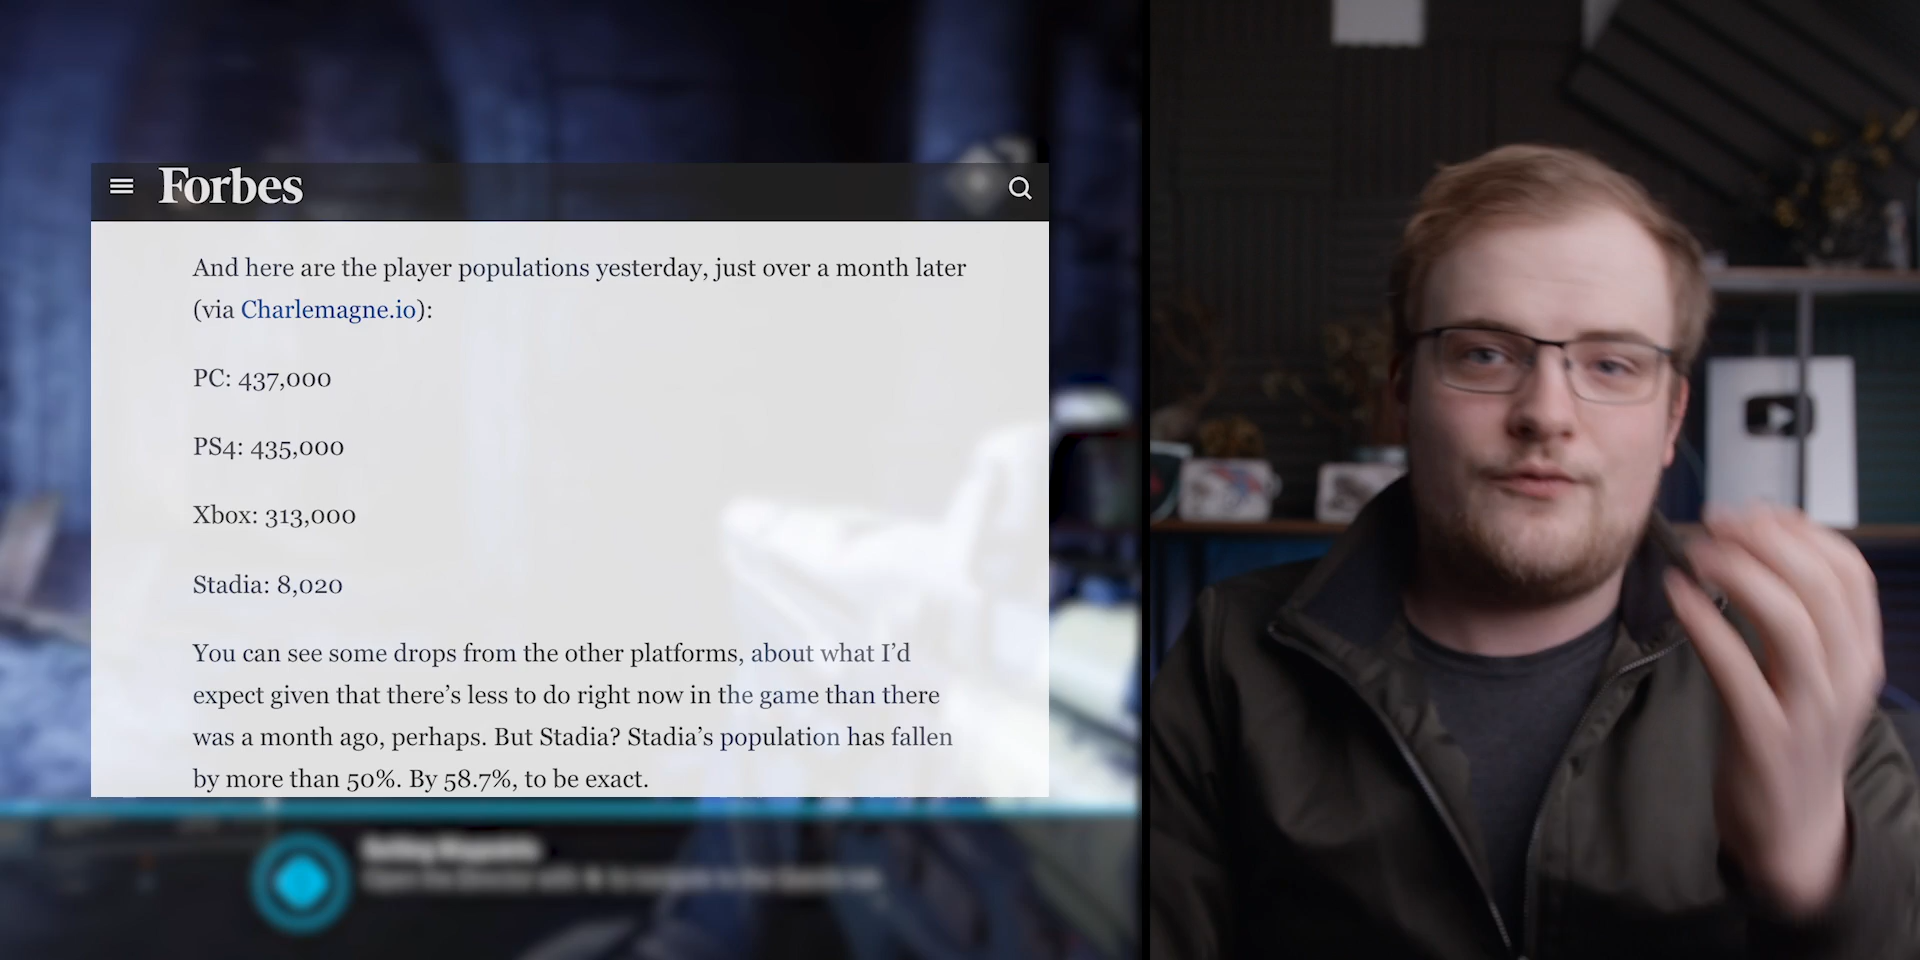 Forbes
And here are the player populations yesterday, just over a month later
(via Charlemagne.io):
PC: 437,000
PS4: 435,000
Xbox: 313,000
Stadia: 8,020
You can see some drops from the other platforms, about what I'd
expect given that there's less to do right now in the game than there
was a month ago, perhaps. But Stadia? Stadia's population has fallen
by more than 50%. By 58.7%, to be exact.